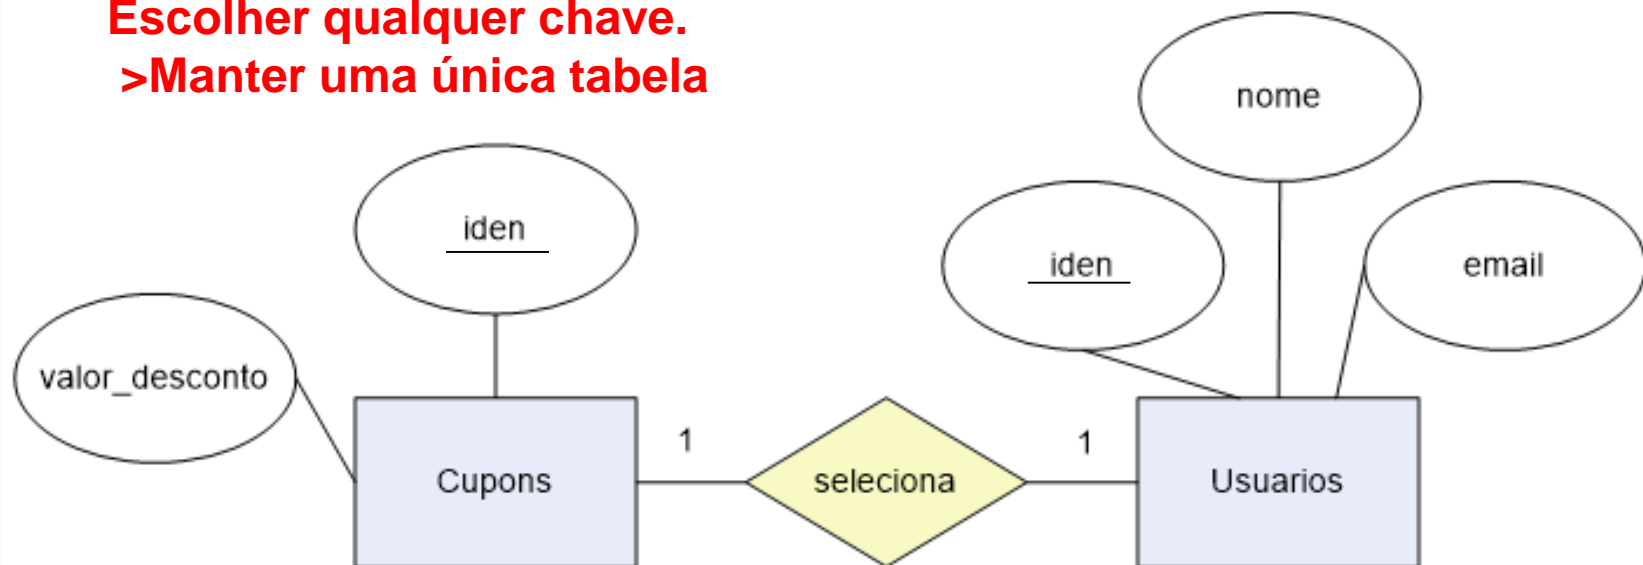 Escolher qualquer chave.
>Manter uma única tabela
nome
iden
iden
email
valor_desconto
1
1
Cupons
seleciona
Usuarios